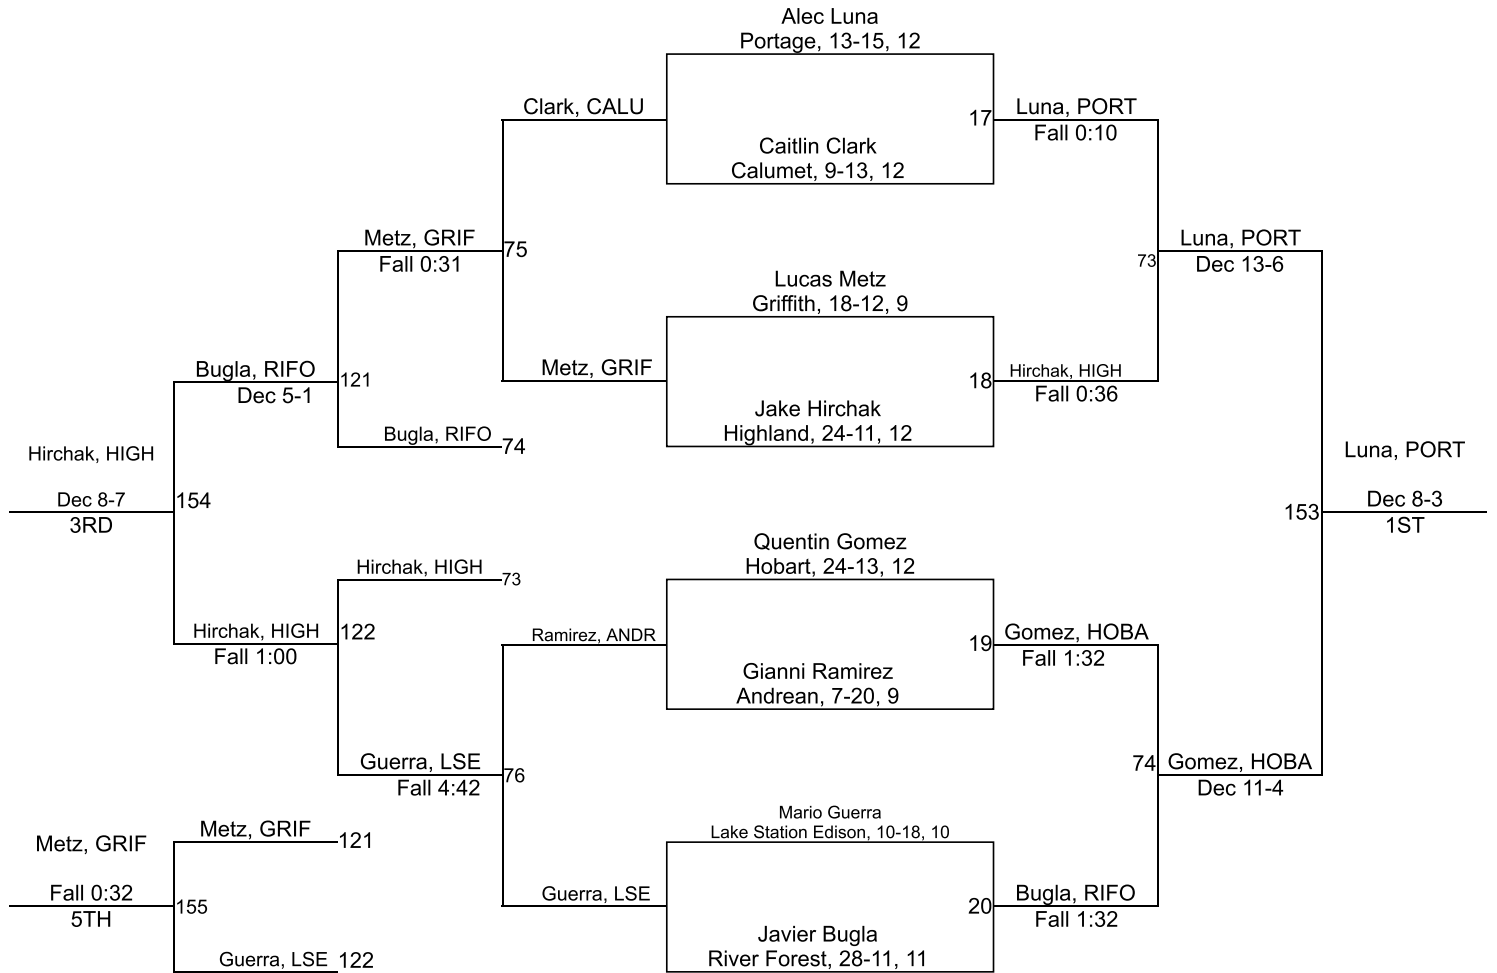 Alec Luna
Portage, 13-15, 12
Clark, CALU
17
Luna, PORT
Fall 0:10
Caitlin Clark
Calumet, 9-13, 12
Metz, GRIF
Fall 0:31
75
Luna, PORT
Dec 13-6
73
Lucas Metz
Griffith, 18-12, 9
Bugla, RIFO
Dec 5-1
121
Metz, GRIF
18
Hirchak, HIGH
Fall 0:36
Jake Hirchak
Highland, 24-11, 12
Bugla, RIFO
74
Hirchak, HIGH
Dec 8-7
3RD
154
Luna, PORT
Dec 8-3
1ST
153
Quentin Gomez
Hobart, 24-13, 12
Hirchak, HIGH
73
Hirchak, HIGH
Fall 1:00
122
Ramirez, ANDR
19
Gomez, HOBA
Fall 1:32
Gianni Ramirez
Andrean, 7-20, 9
Guerra, LSE
Fall 4:42
76
74
Gomez, HOBA
Dec 11-4
Mario Guerra
Lake Station Edison, 10-18, 10
Metz, GRIF
121
Metz, GRIF
Fall 0:32
5TH
155
Guerra, LSE
20
Bugla, RIFO
Fall 1:32
Javier Bugla
River Forest, 28-11, 11
Guerra, LSE
122